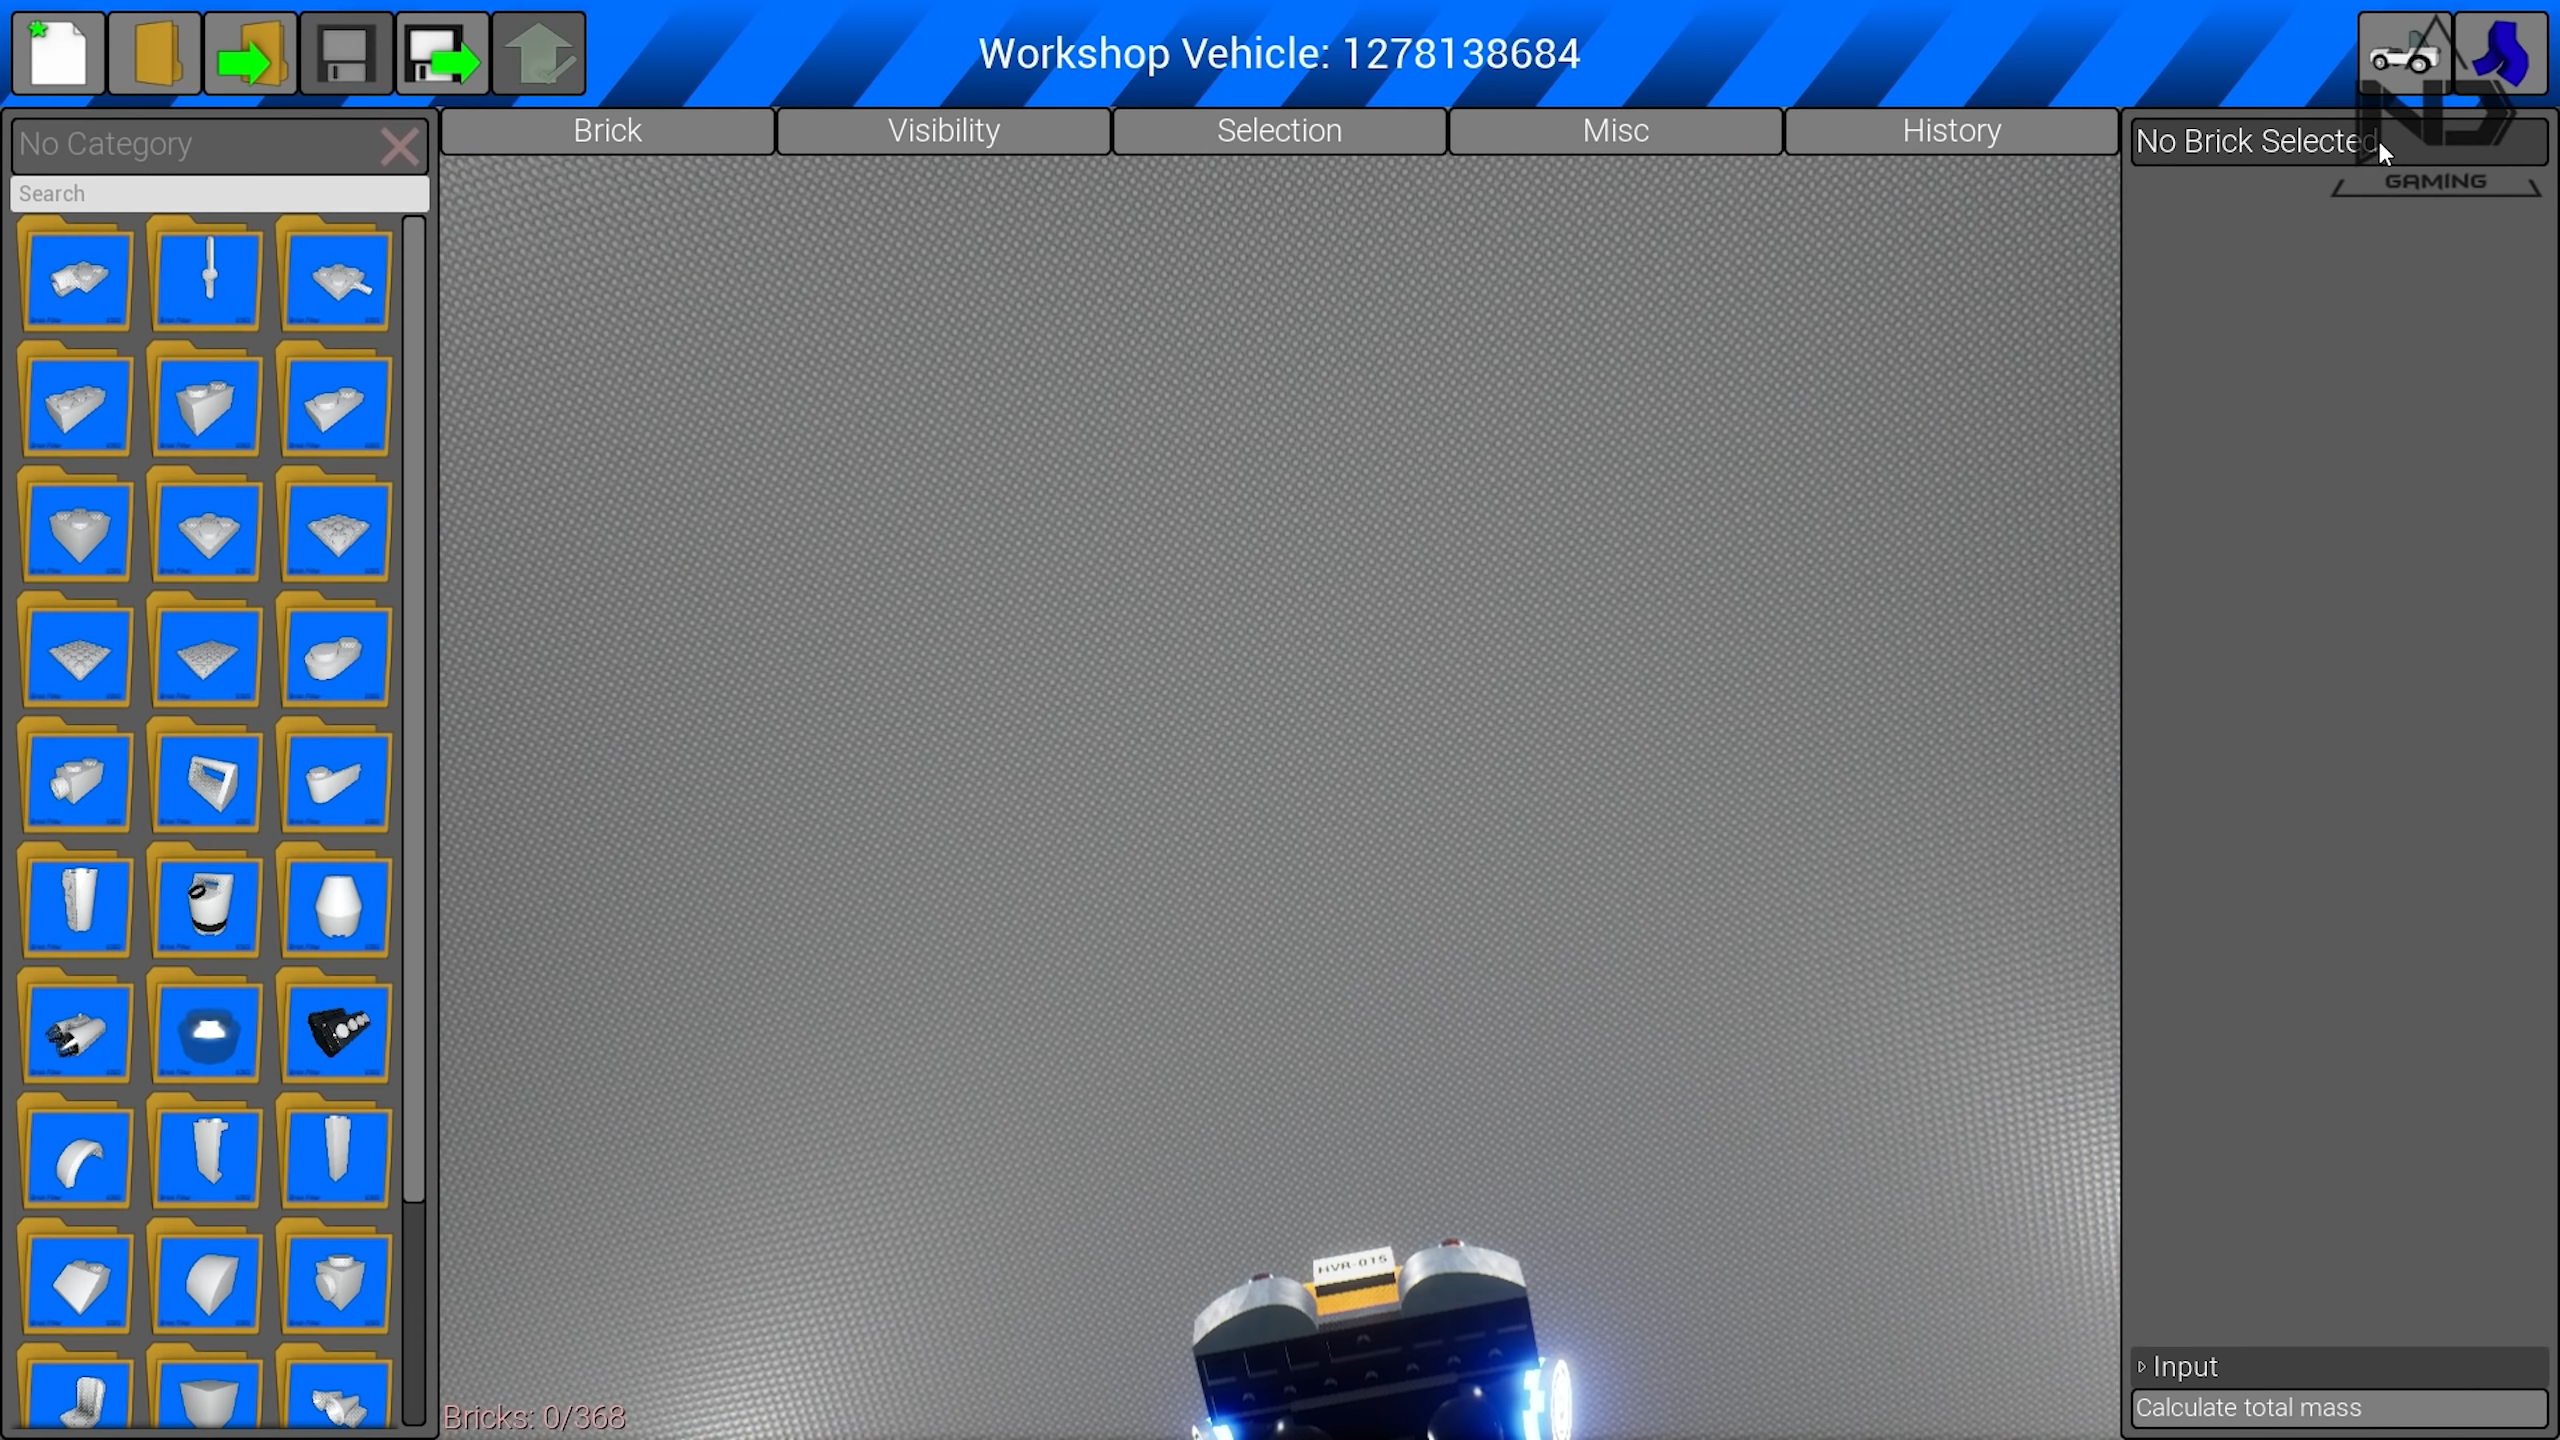 Workshop Vehicle: 1278138684
No Category
Search
Brick
Visibility
Selection
Misc
History
No Brick Selected
ND
GAMING
HVR-015
Bricks: 0/368
Input
Calculate total mass